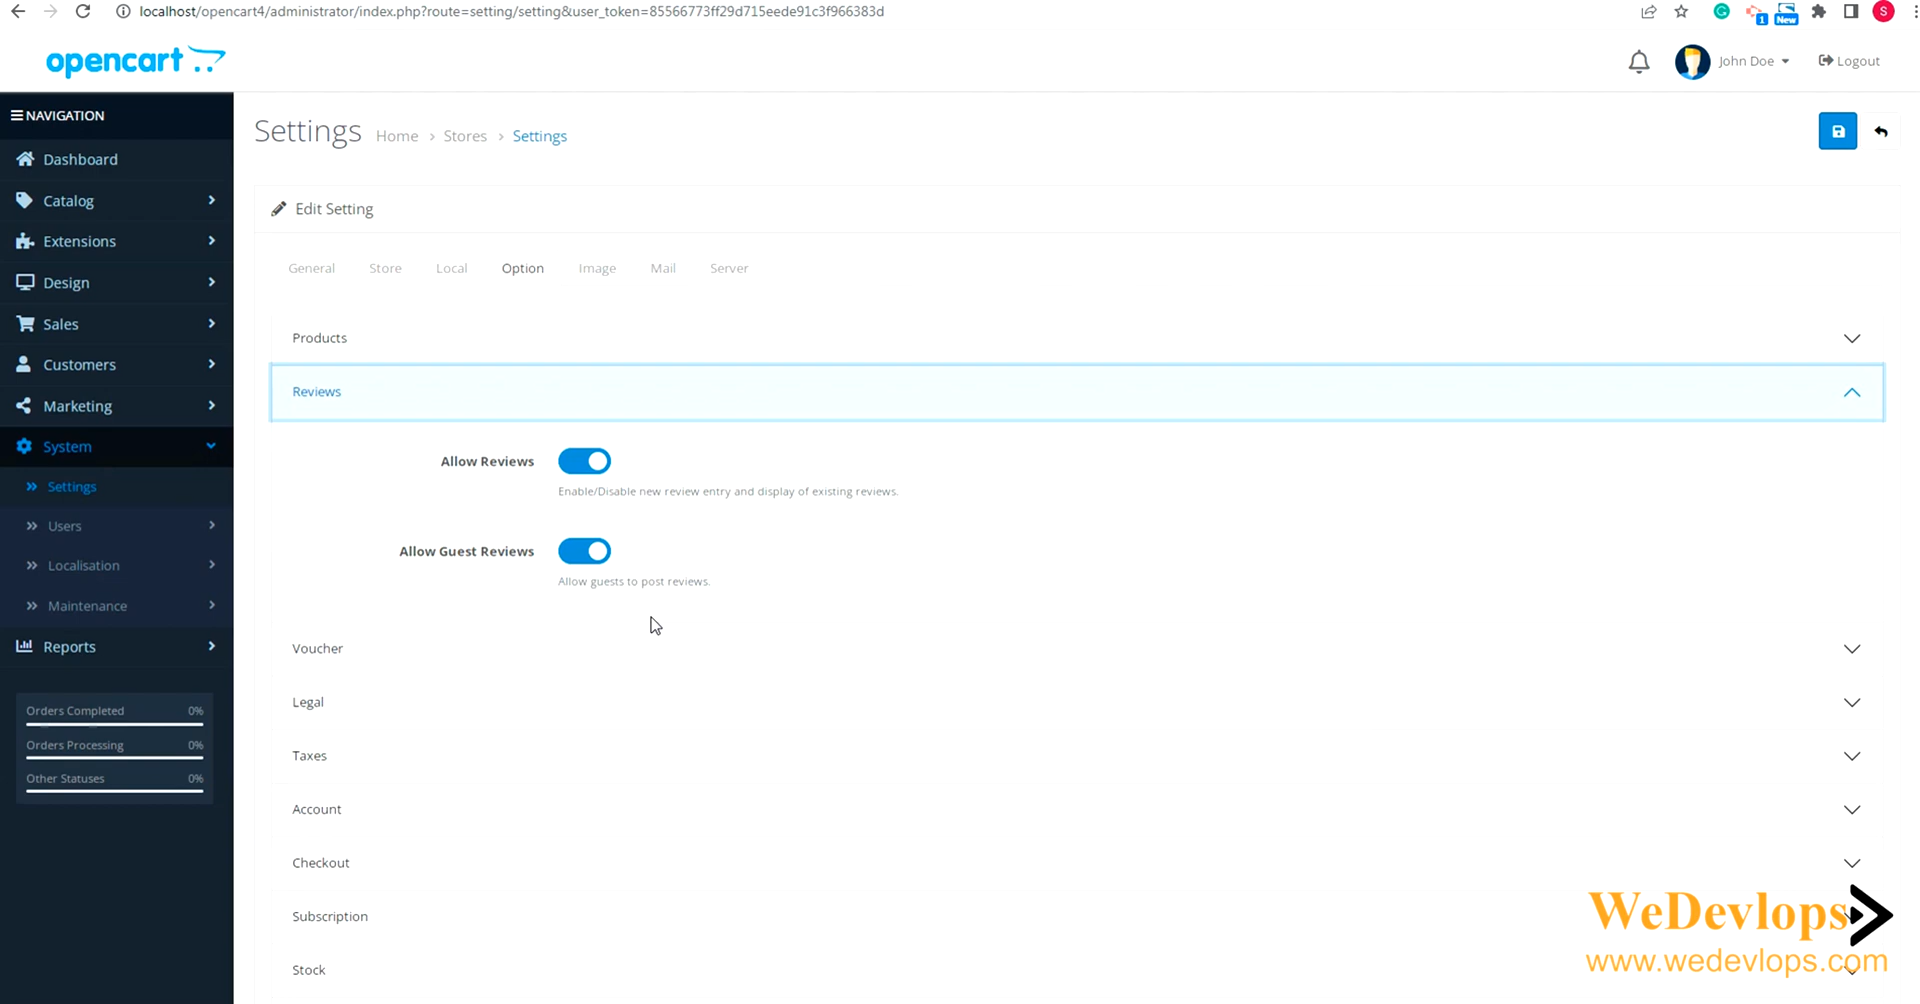 localhost/opencart4/administrator/index.php?route=setting/setting&user_token=85566773ff29d715eede91c3f966383d
1
New
S
opencart
John Doe
Logout
NAVIGATION
Settings
Home > Stores > Settings
Dashboard
Catalog
Extensions
Design
Sales
Customers
Marketing
System
Settings
Users
Localisation
Maintenance
Reports
Orders Completed 0%
Orders Processing 0%
Other Statuses 0%
Edit Setting
General Store Local Option Image Mail Server
Products
Reviews
Allow Reviews
Enable/Disable new review entry and display of existing reviews.
Allow Guest Reviews
Allow guests to post reviews.
Voucher
Legal
Taxes
Account
Checkout
Subscription
Stock
WeDevlops
www.wedevlops.com